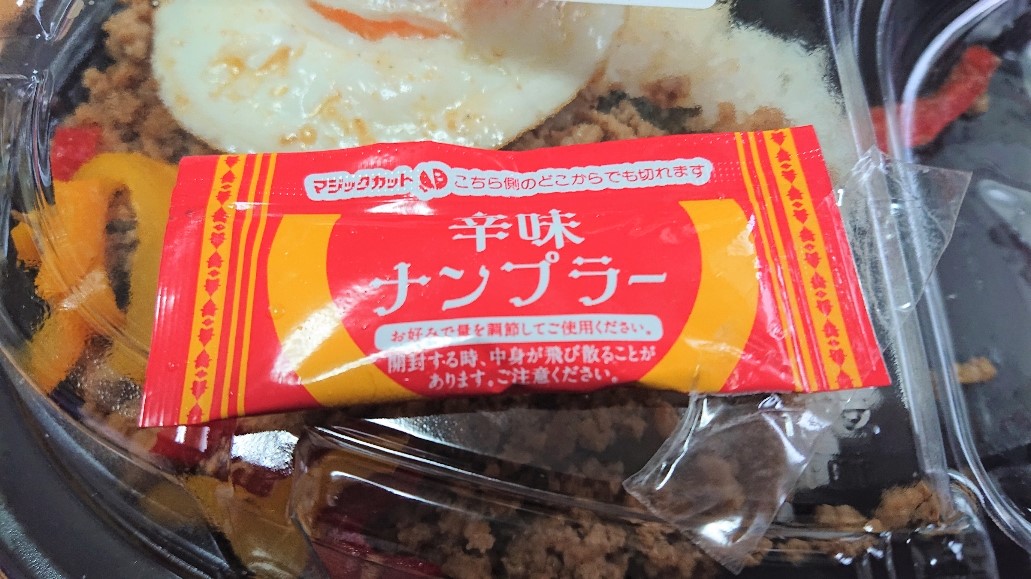 マジックカット こちら側のどこからでも切れます
辛味
ナンプラー
お好みで量を調節してご使用ください。
開封する時、中身が飛び散ることが
あります。ご注意ください。